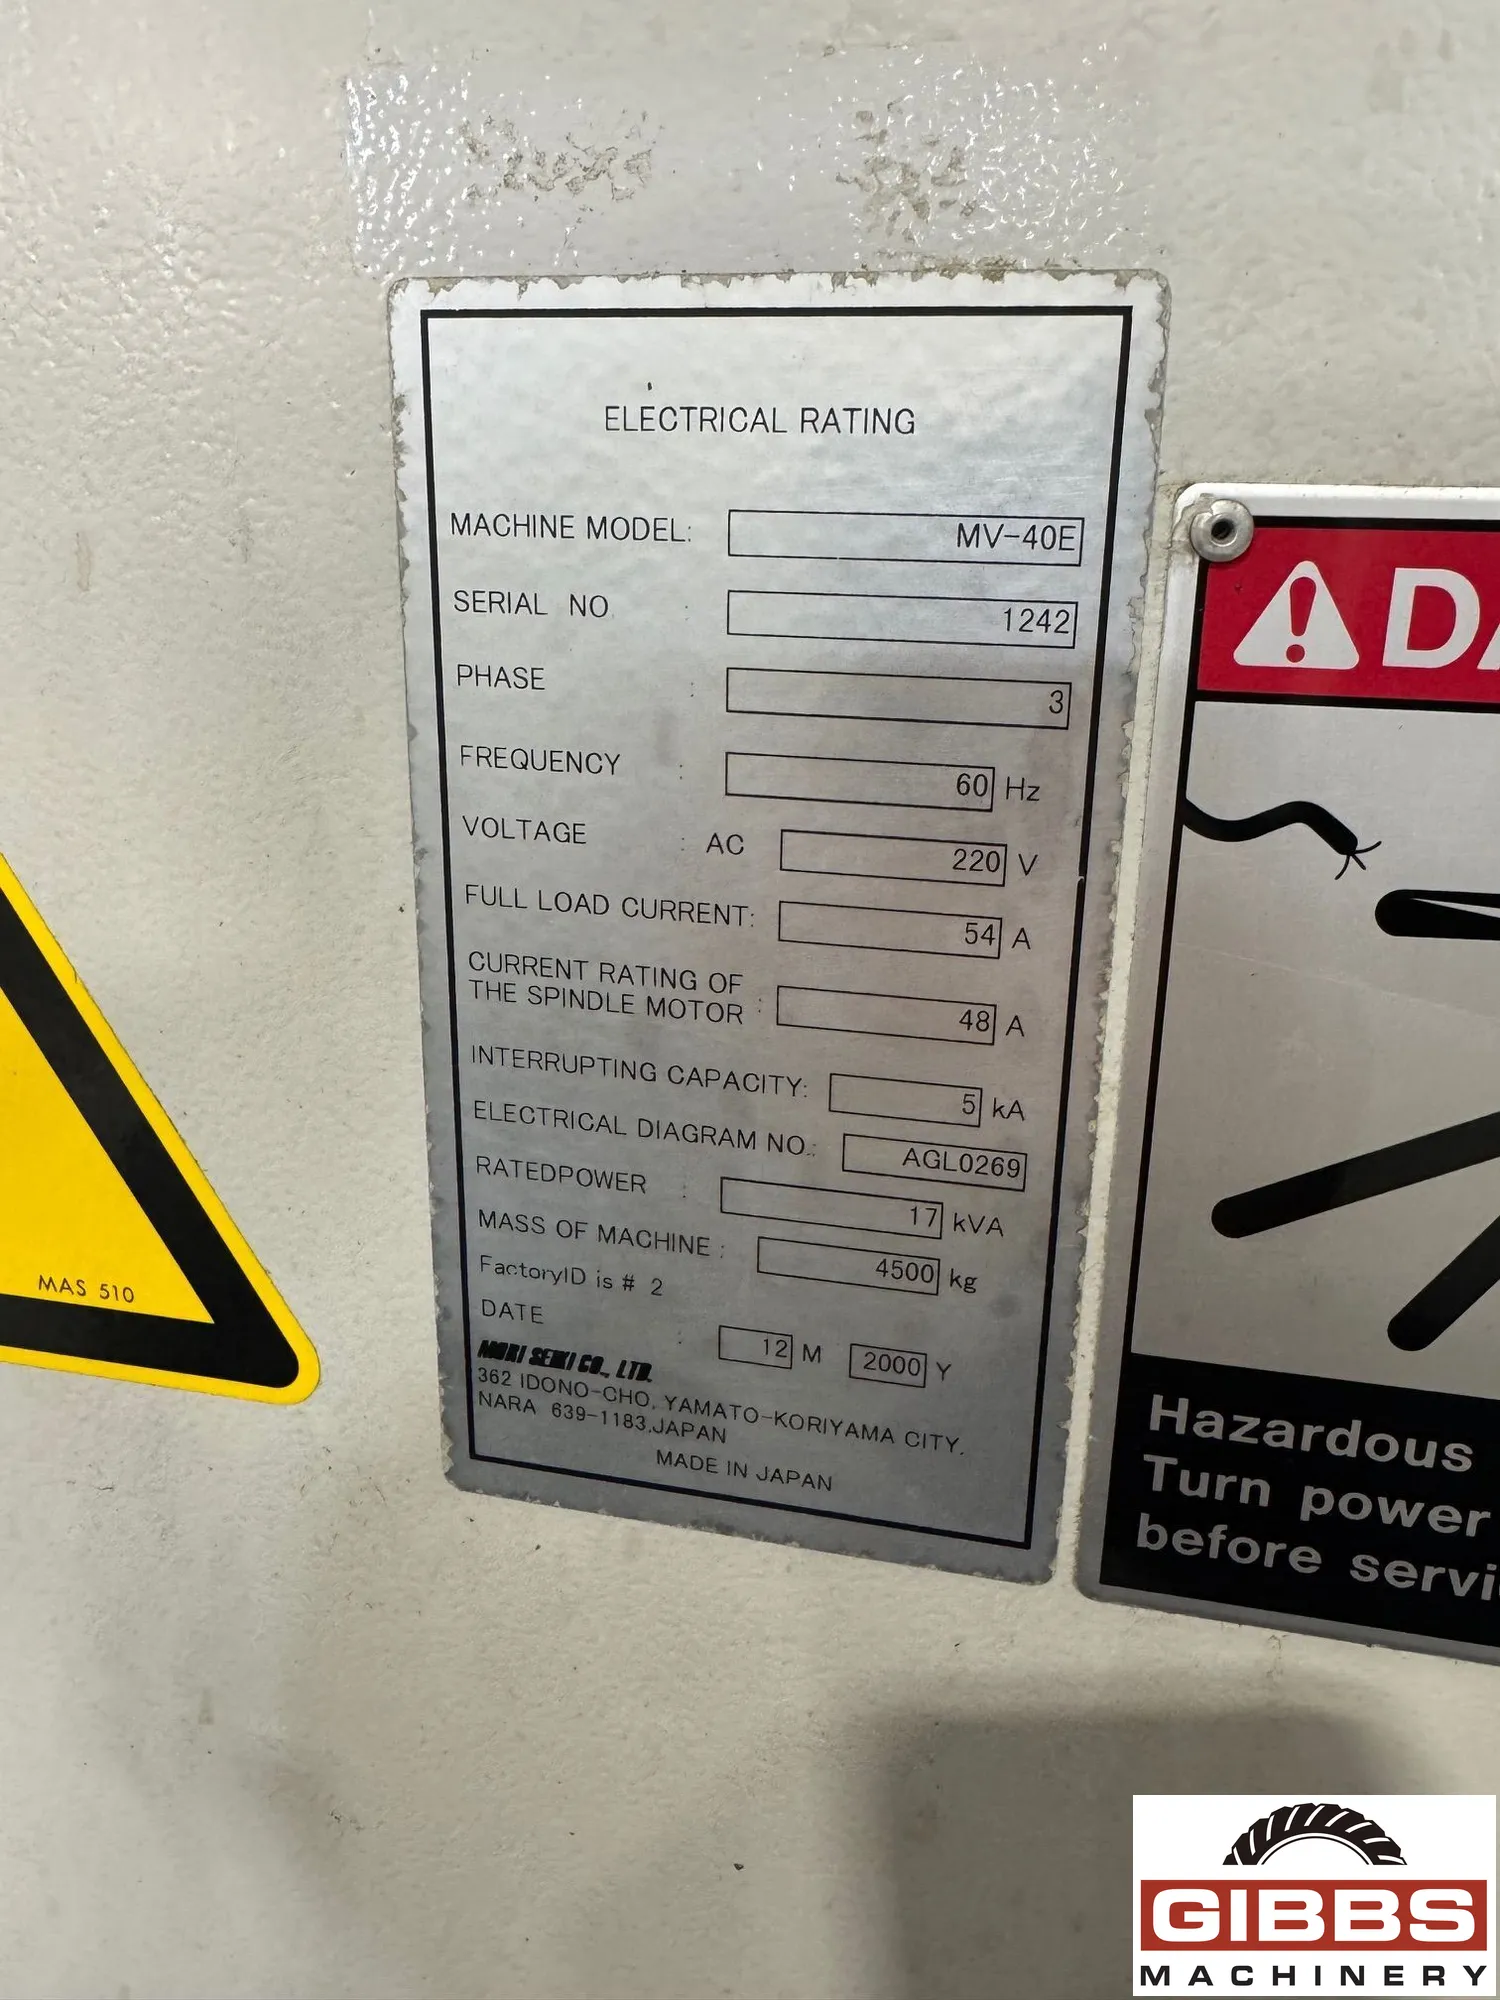 ELECTRICAL RATING
MACHINE MODEL: MV-40E
SERIAL NO. : 1242
PHASE : 3
FREQUENCY : 60 Hz
VOLTAGE : AC 220 V
FULL LOAD CURRENT: 54 A
CURRENT RATING OF
THE SPINDLE MOTOR : 48 A
INTERRUPTING CAPACITY: 5 kA
ELECTRICAL DIAGRAM NO.: AGL0269
RATEDPOWER : 17 kVA
MASS OF MACHINE : 4500 kg
FactoryID is # 2
DATE : 12 M 2000 Y
MORI SEIKI CO., LTD.
362 IDONO-CHO, YAMATO-KORIYAMA CITY,
NARA 639-1183, JAPAN
MADE IN JAPAN
MAS 510
DA
Hazardous
Turn power
before servi
GIBBS
MACHINERY